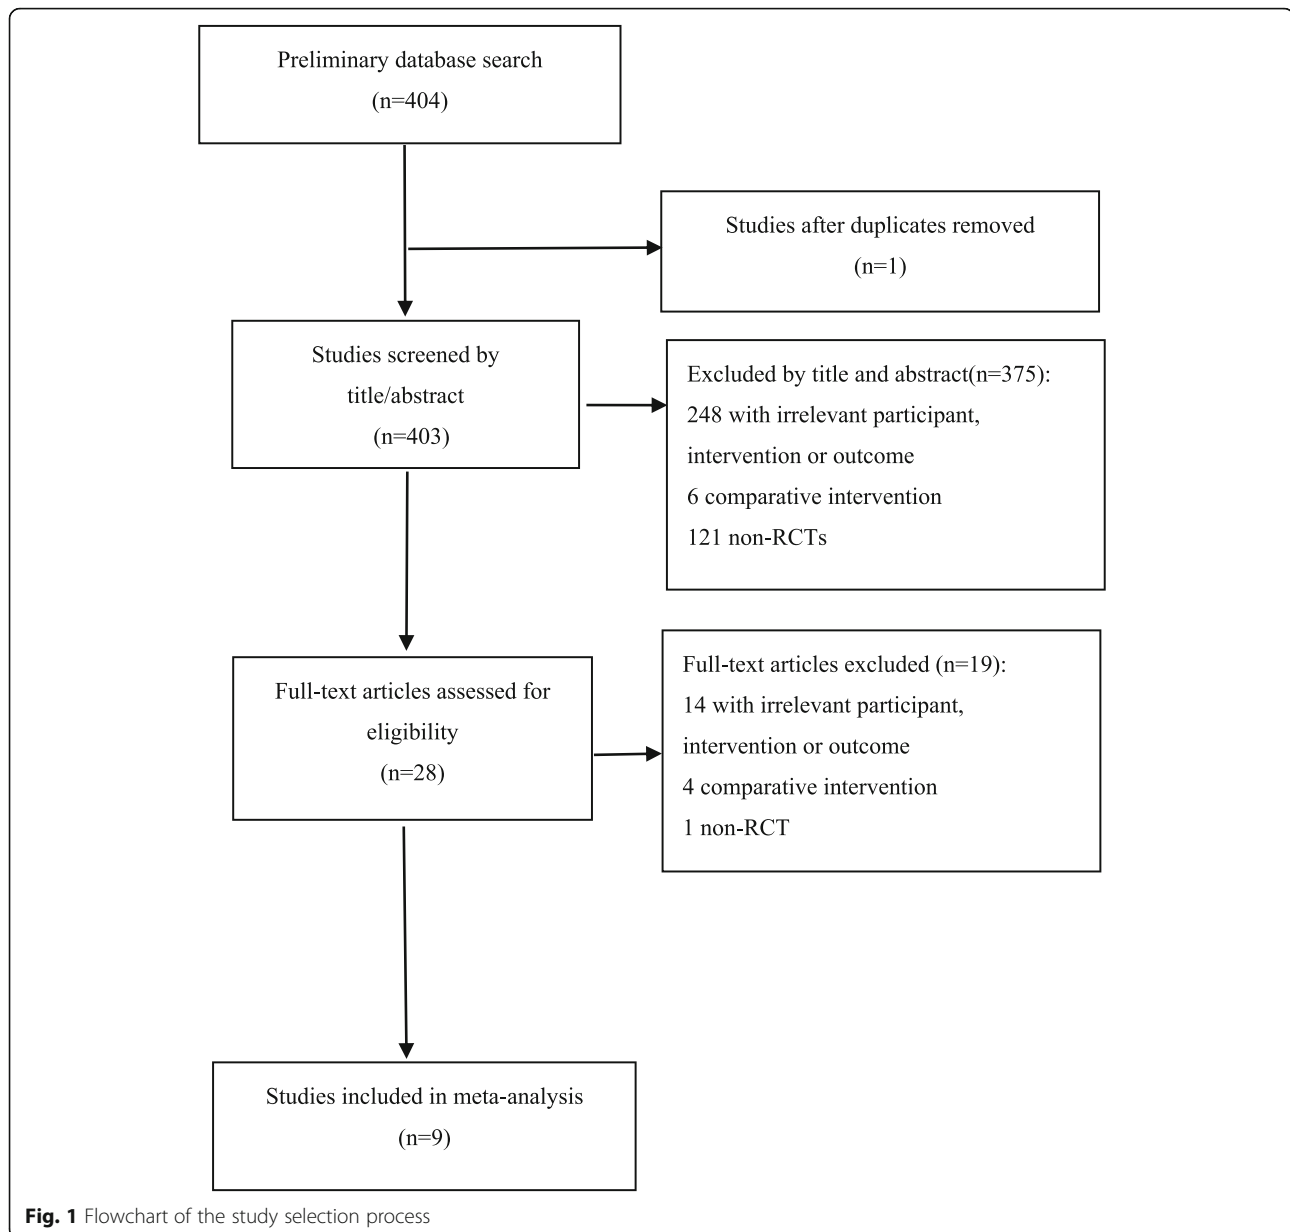 Preliminary database search
(n=404)
Studies after duplicates removed
(n=1)
Studies screened by
title/abstract
(n=403)
Excluded by title and abstract(n=375):
248 with irrelevant participant,
intervention or outcome
6 comparative intervention
121 non-RCTs
Full-text articles assessed for
eligibility
(n=28)
Full-text articles excluded (n=19):
14 with irrelevant participant,
intervention or outcome
4 comparative intervention
1 non-RCT
Studies included in meta-analysis
(n=9)
Fig. 1 Flowchart of the study selection process